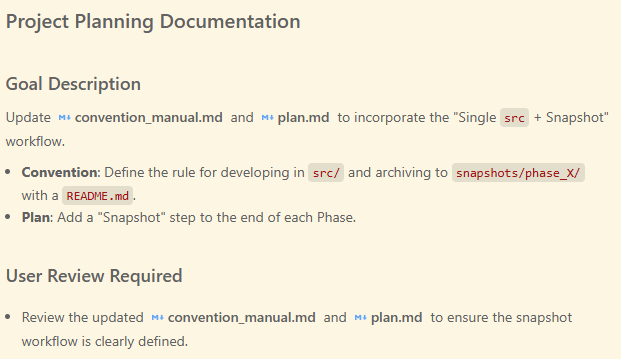 Project Planning Documentation
Goal Description
Update M↓ convention_manual.md and M↓ plan.md to incorporate the "Single src + Snapshot"
workflow.
• Convention: Define the rule for developing in src/ and archiving to snapshots/phase_X/
with a README.md.
• Plan: Add a "Snapshot" step to the end of each Phase.
User Review Required
• Review the updated M↓ convention_manual.md and M↓ plan.md to ensure the snapshot
workflow is clearly defined.